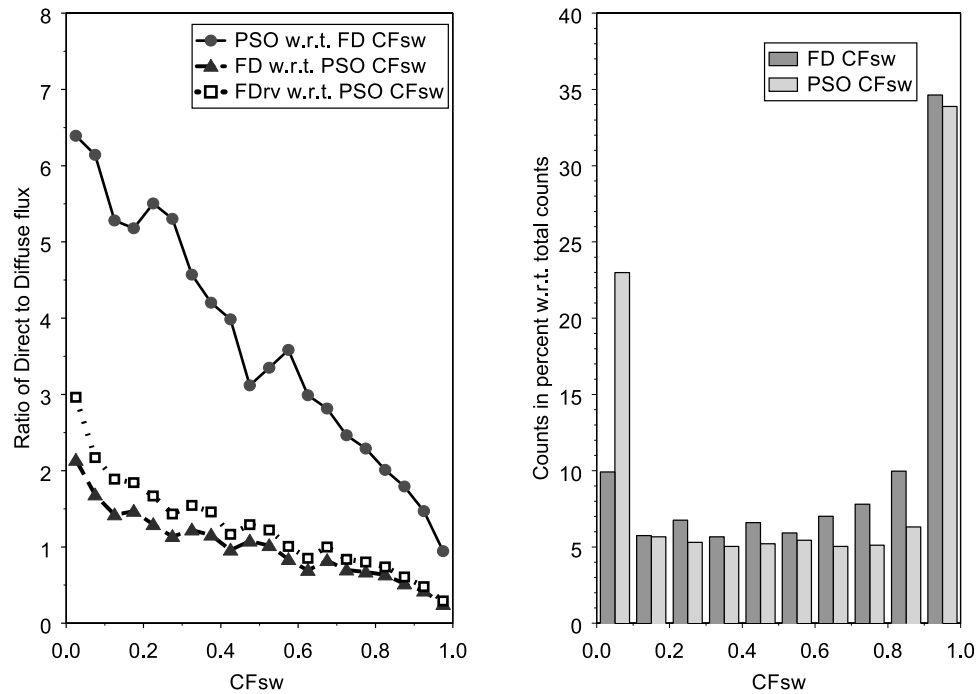 PSO w.r.t. FD CFsw
FD w.r.t. PSO CFsw
FDrv w.r.t. PSO CFsw
Ratio of Direct to Diffuse flux
8
7
6
5
4
3
2
1
0
0.0 0.2 0.4 0.6 0.8 1.0
CFsw
FD CFsw
PSO CFsw
Counts in percent w.r.t. total counts
40
35
30
25
20
15
10
5
0
0.0 0.2 0.4 0.6 0.8 1.0
CFsw